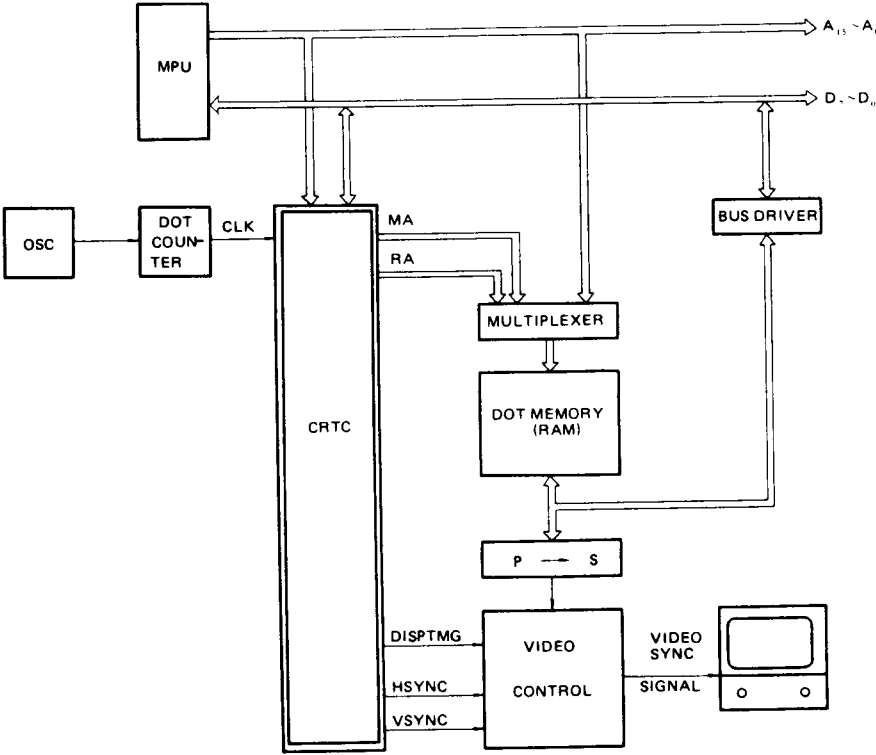 A₁₅ ~ A₀
MPU
D₇ ~ D₀
BUS DRIVER
OSC
DOT
COUN-
TER
CLK
MA
RA
MULTIPLEXER
CRTC
DOT MEMORY
(RAM)
P → S
DISPTMG
HSYNC
VSYNC
VIDEO
CONTROL
VIDEO
SYNC
SIGNAL